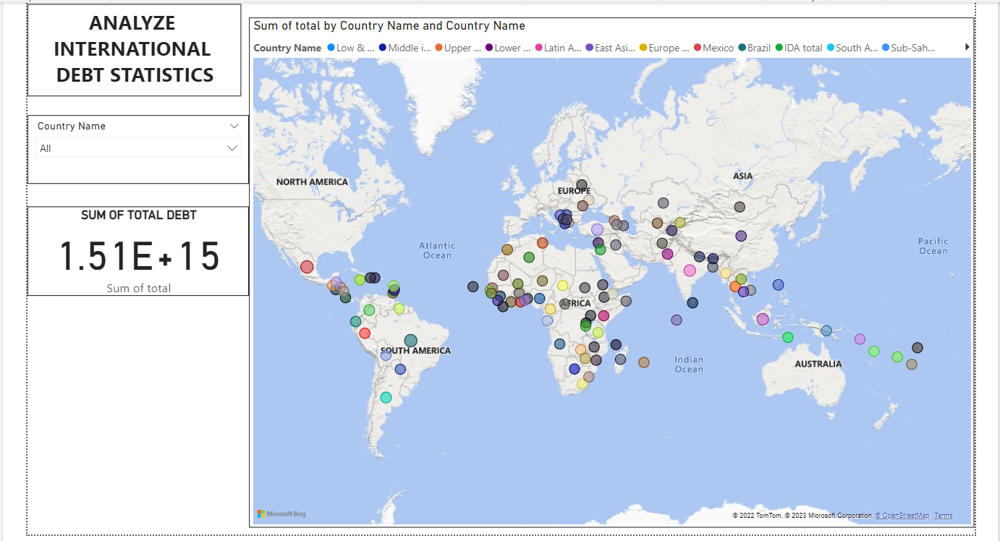 ANALYZE
INTERNATIONAL
DEBT STATISTICS
Country Name
All
SUM OF TOTAL DEBT
1.51E+15
Sum of total
Sum of total by Country Name and Country Name
Country Name Low & ... Middle i... Upper ... Lower ... Latin A... East Asi... Europe ... Mexico Brazil IDA total South A... Sub-Sah...
NORTH AMERICA
EUROPE
ASIA
Atlantic
Ocean
Pacific
Ocean
AFRICA
SOUTH AMERICA
Indian
Ocean
AUSTRALIA
Microsoft Bing
© 2022 TomTom, © 2023 Microsoft Corporation, © OpenStreetMap Terms